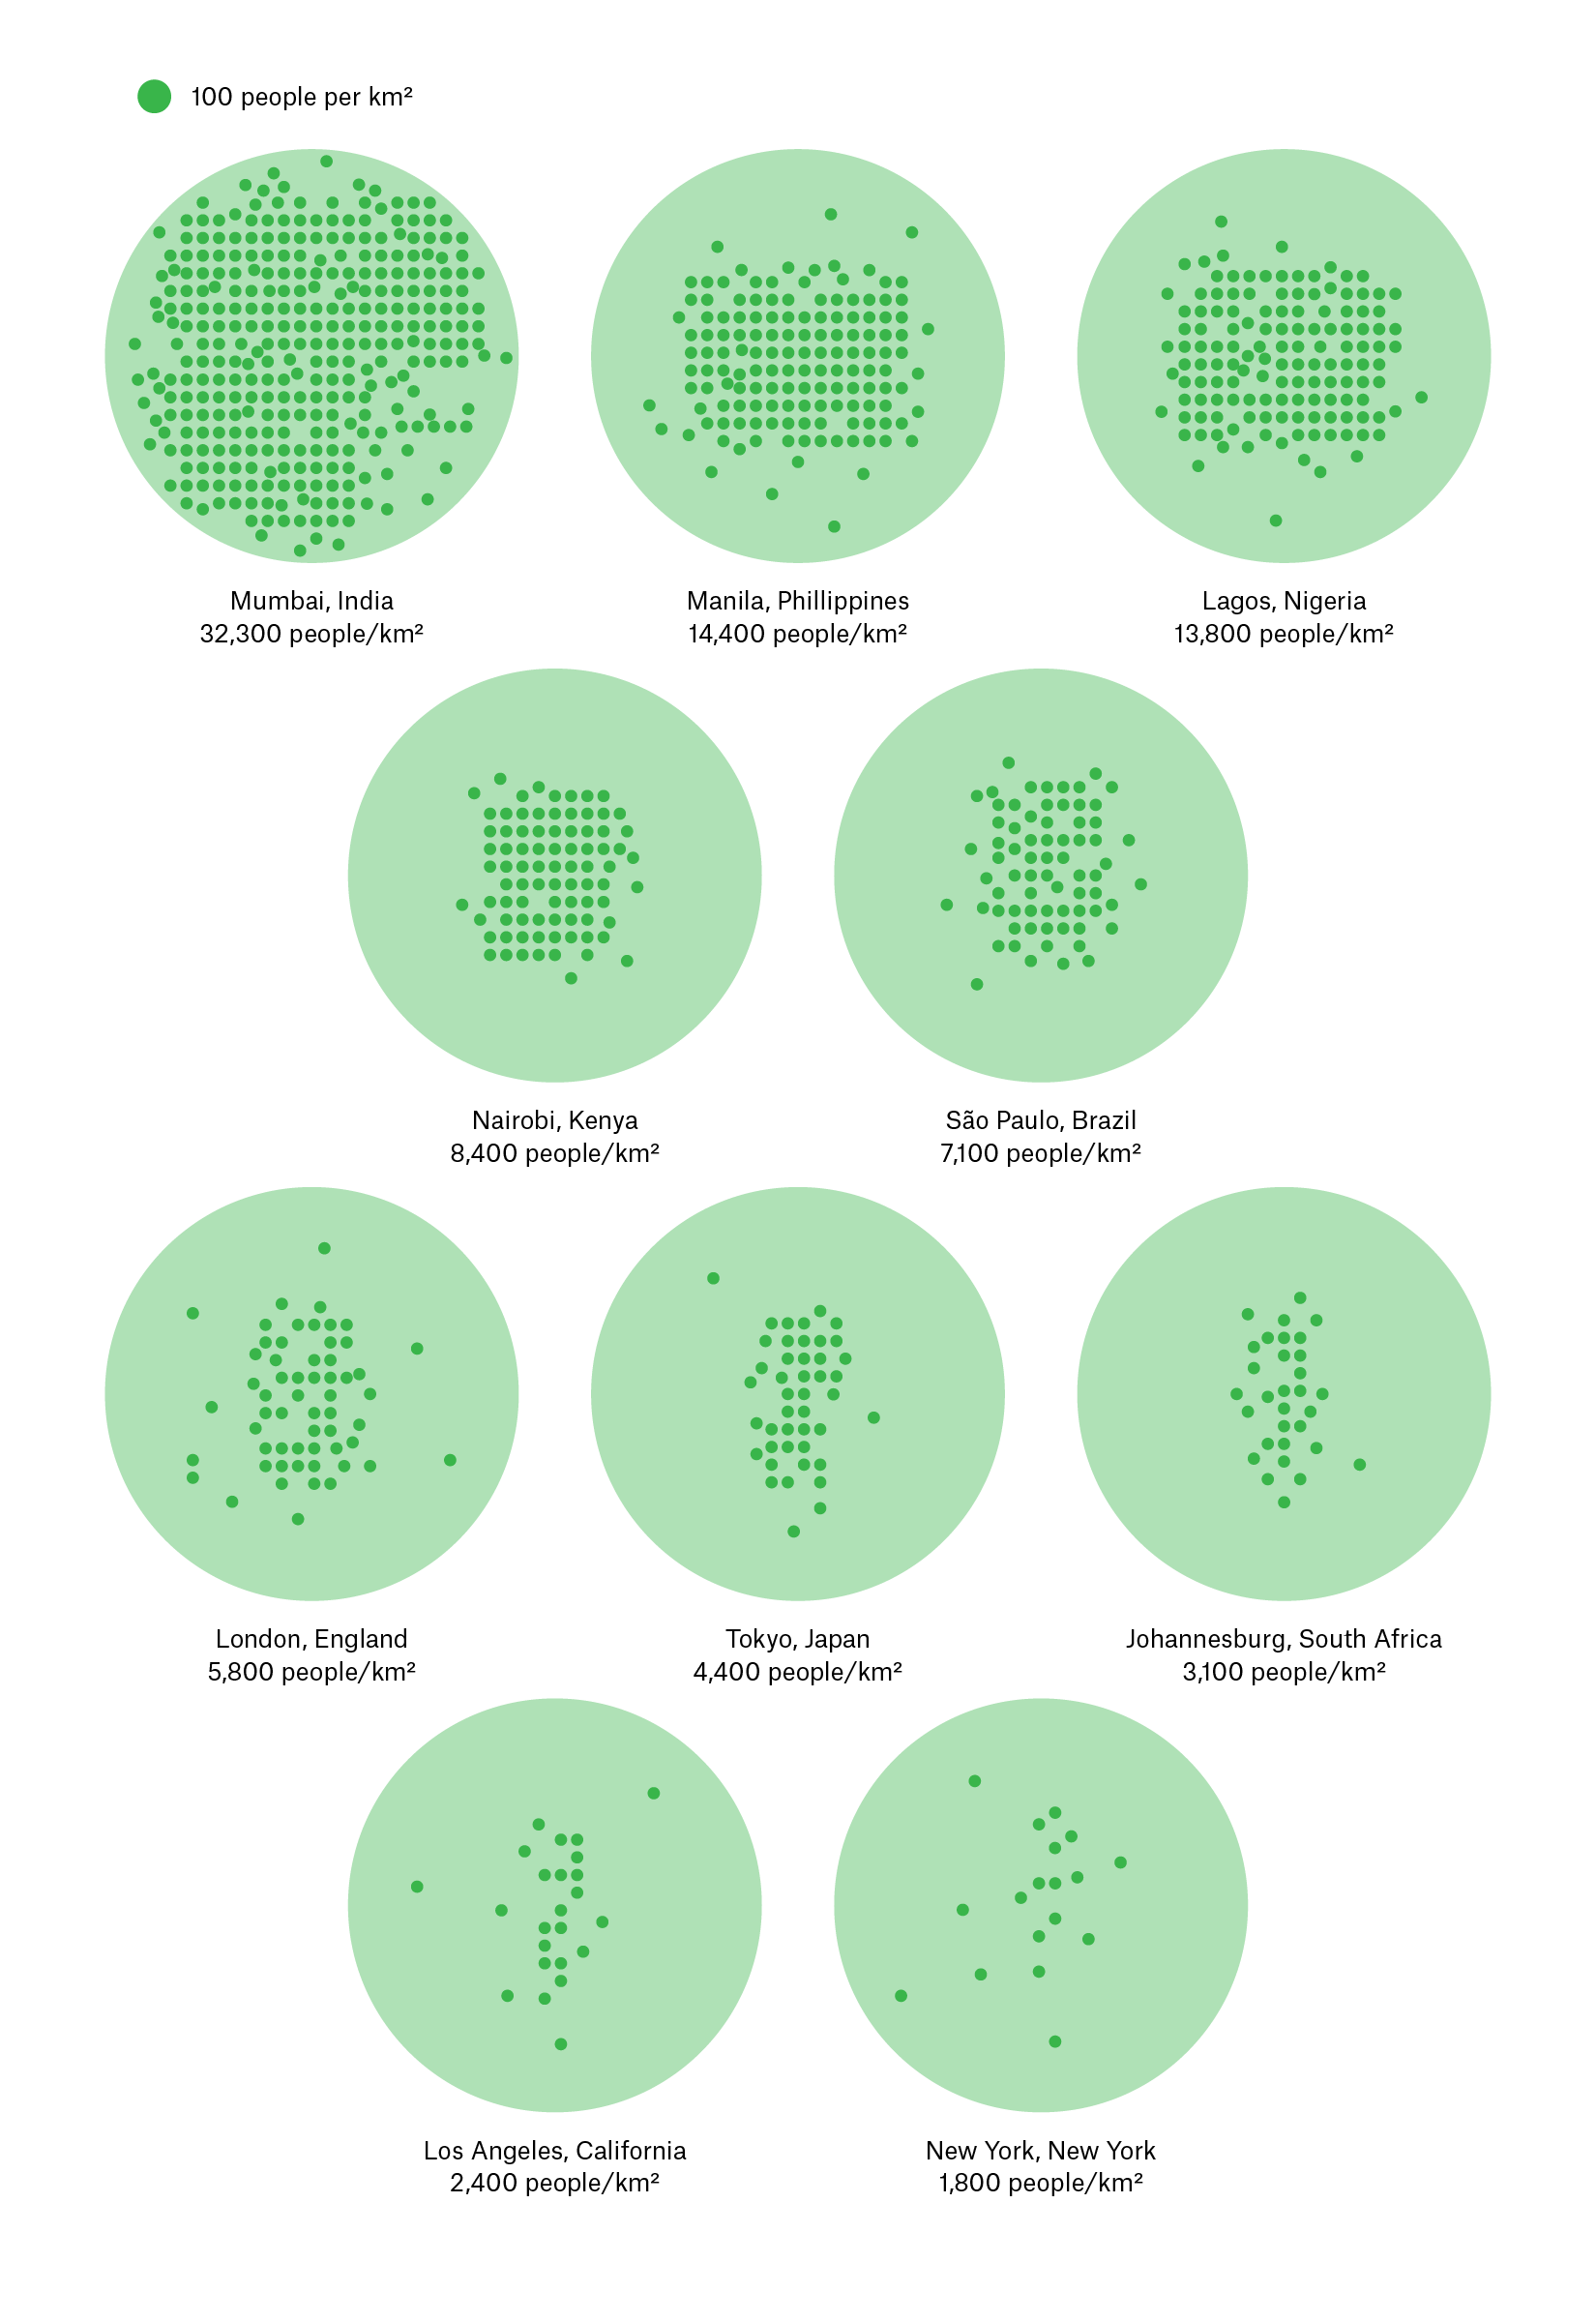 100 people per km²
Mumbai, India
32,300 people/km²
Manila, Phillippines
14,400 people/km²
Lagos, Nigeria
13,800 people/km²
Nairobi, Kenya
8,400 people/km²
São Paulo, Brazil
7,100 people/km²
London, England
5,800 people/km²
Tokyo, Japan
4,400 people/km²
Johannesburg, South Africa
3,100 people/km²
Los Angeles, California
2,400 people/km²
New York, New York
1,800 people/km²